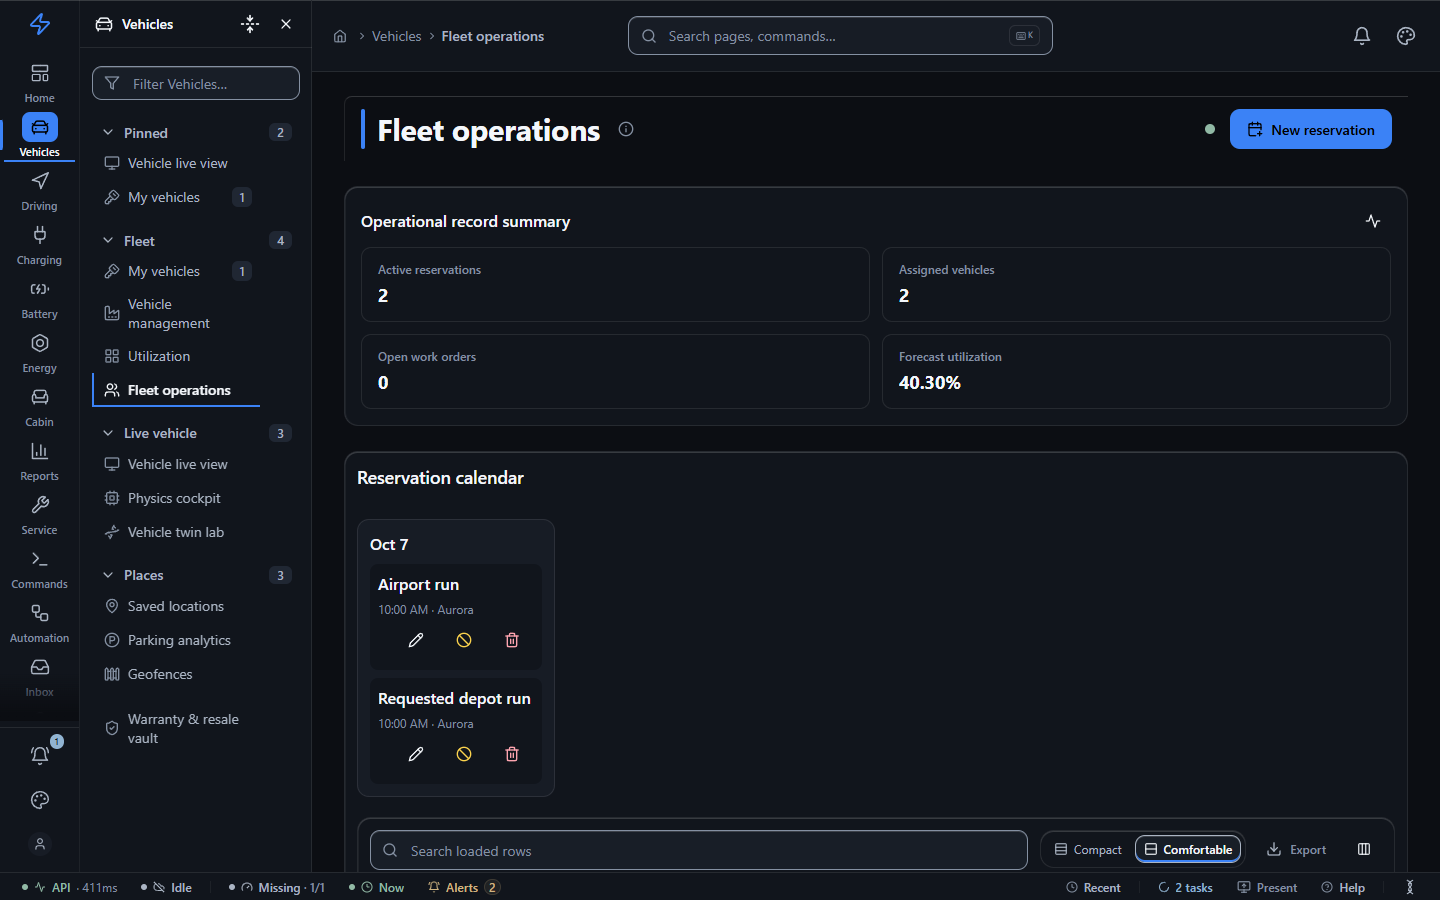 Vehicles
Vehicles
Fleet operations
Search pages, commands...
K
Home
Vehicles
Driving
Charging
Battery
Energy
Cabin
Reports
Service
Commands
Automation
Inbox
1
Filter Vehicles...
Pinned 2
Vehicle live view
My vehicles 1
Fleet 4
My vehicles 1
Vehicle
management
Utilization
Fleet operations
Live vehicle 3
Vehicle live view
Physics cockpit
Vehicle twin lab
Places 3
Saved locations
Parking analytics
Geofences
Warranty & resale
vault
Fleet operations
New reservation
Operational record summary
Active reservations
2
Assigned vehicles
2
Open work orders
0
Forecast utilization
40.30%
Reservation calendar
Oct 7
Airport run
10:00 AM · Aurora
Requested depot run
10:00 AM · Aurora
Search loaded rows
Compact
Comfortable
Export
API · 411ms
Idle
Missing · 1/1
Now
Alerts 2
Recent
2 tasks
Present
Help